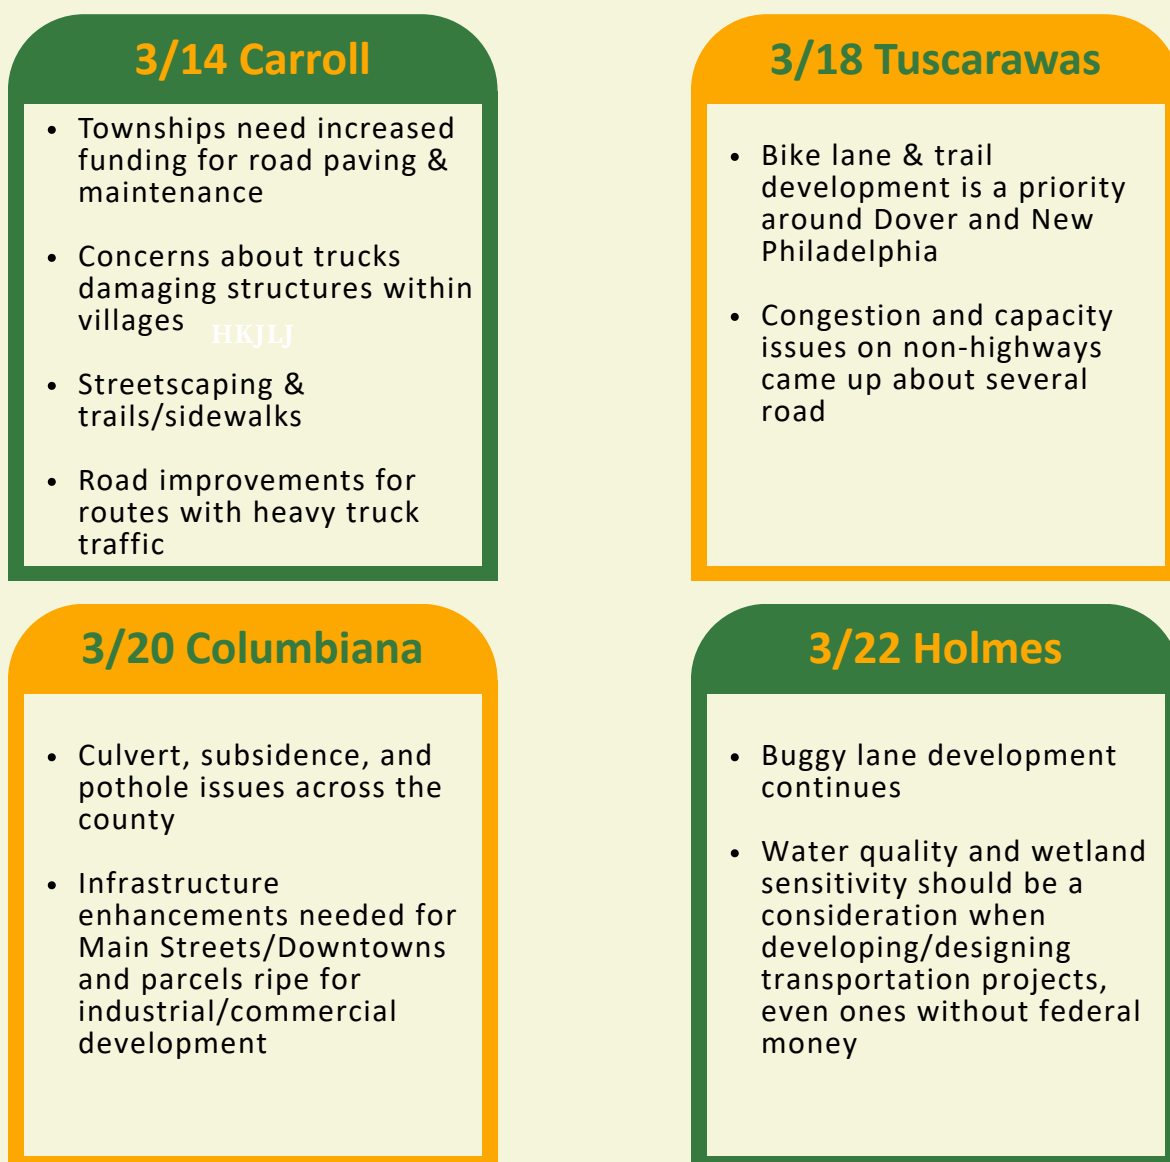 3/14 Carroll
• Townships need increased
funding for road paving &
maintenance
• Concerns about trucks
damaging structures within
villages
HKJLJ
• Streetscaping &
trails/sidewalks
• Road improvements for
routes with heavy truck
traffic
3/18 Tuscarawas
• Bike lane & trail
development is a priority
around Dover and New
Philadelphia
• Congestion and capacity
issues on non-highways
came up about several
road
3/20 Columbiana
• Culvert, subsidence, and
pothole issues across the
county
• Infrastructure
enhancements needed for
Main Streets/Downtowns
and parcels ripe for
industrial/commercial
development
3/22 Holmes
• Buggy lane development
continues
• Water quality and wetland
sensitivity should be a
consideration when
developing/designing
transportation projects,
even ones without federal
money